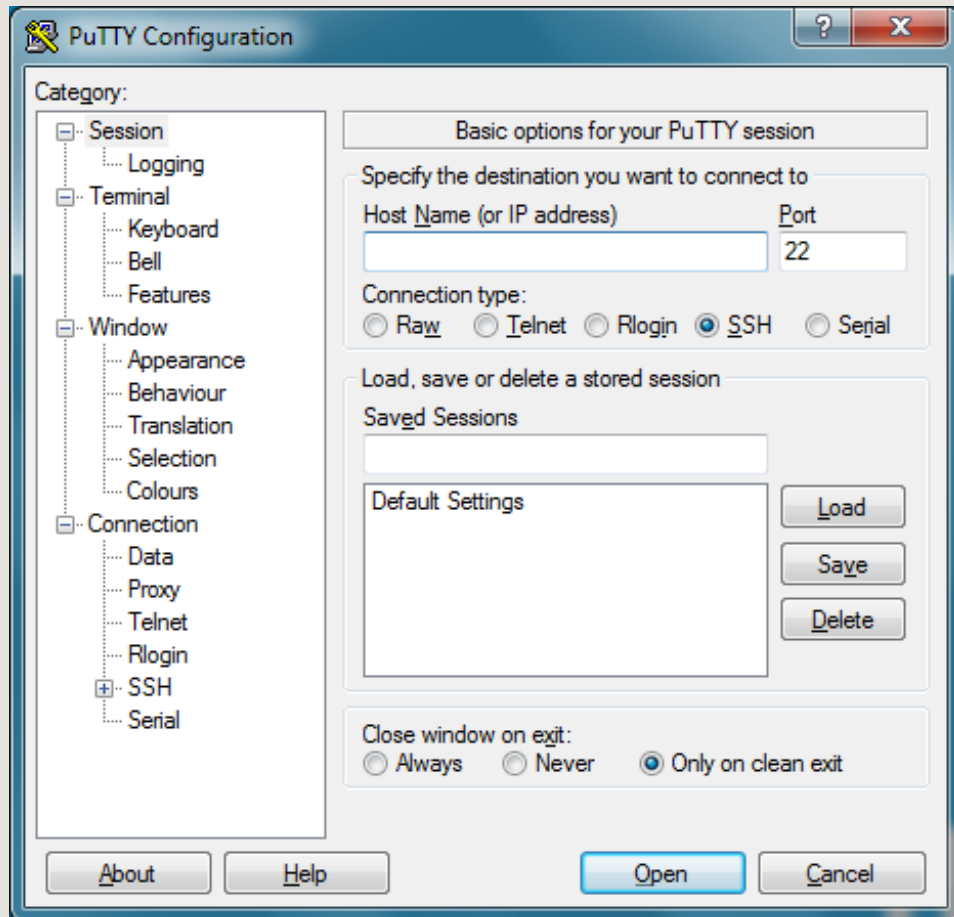 PuTTY Configuration
?
X
Category:
Session
Logging
Terminal
Keyboard
Bell
Features
Window
Appearance
Behaviour
Translation
Selection
Colours
Connection
Data
Proxy
Telnet
Rlogin
SSH
Serial
Basic options for your PuTTY session
Specify the destination you want to connect to
Host Name (or IP address) Port
22
Connection type:
Raw Telnet Rlogin SSH Serial
Load, save or delete a stored session
Saved Sessions
Default Settings
Load
Save
Delete
Close window on exit:
Always Never Only on clean exit
About Help Open Cancel